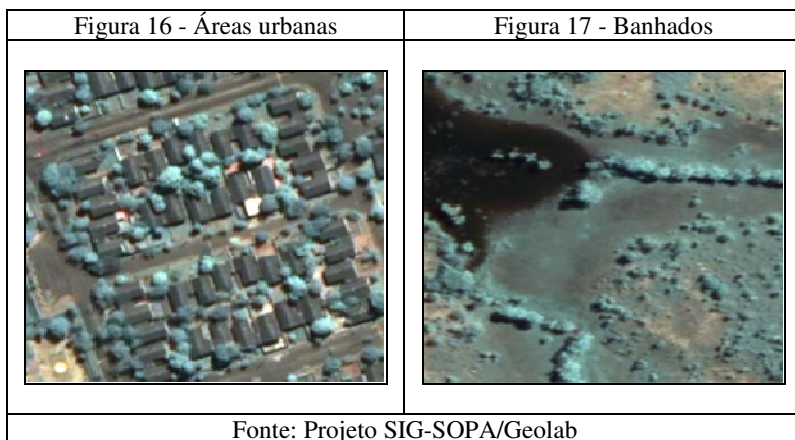 Figura 16 - Áreas urbanas
Figura 17 - Banhados
Fonte: Projeto SIG-SOPA/Geolab